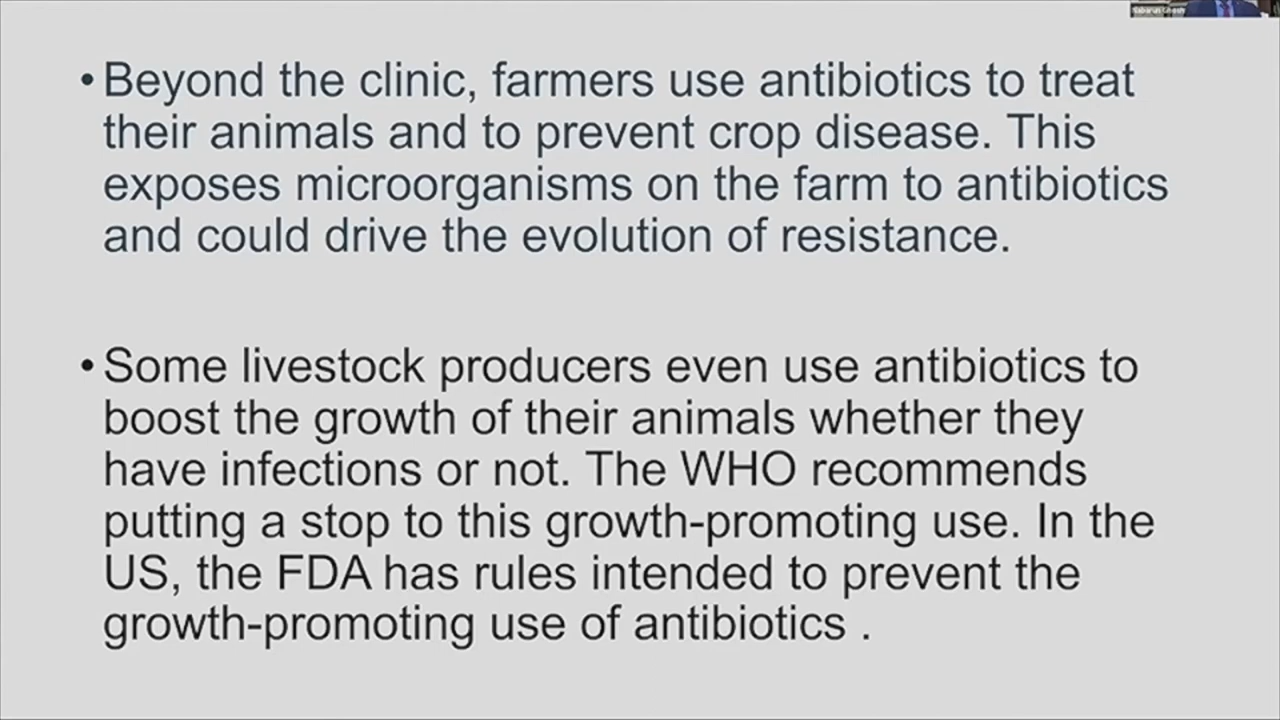 • Beyond the clinic, farmers use antibiotics to treat
their animals and to prevent crop disease. This
exposes microorganisms on the farm to antibiotics
and could drive the evolution of resistance.
• Some livestock producers even use antibiotics to
boost the growth of their animals whether they
have infections or not. The WHO recommends
putting a stop to this growth-promoting use. In the
US, the FDA has rules intended to prevent the
growth-promoting use of antibiotics .